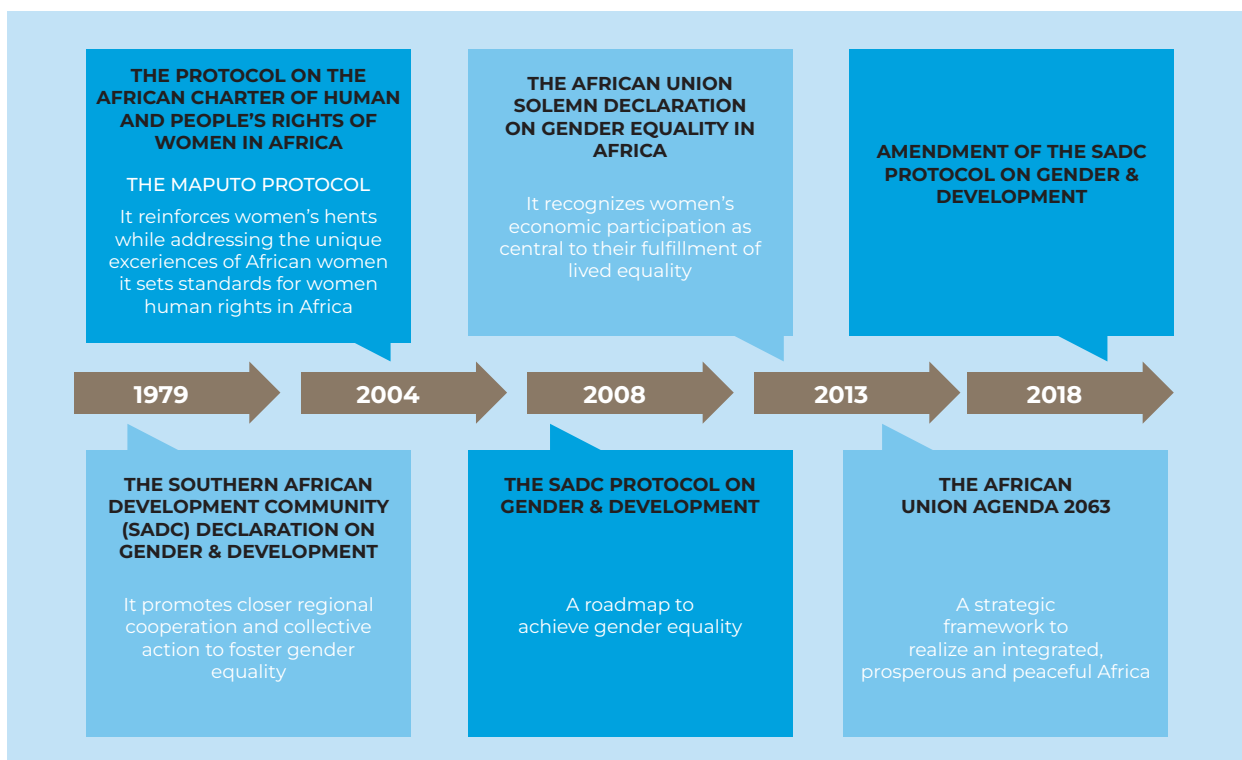 THE PROTOCOL ON THE
AFRICAN CHARTER OF HUMAN
AND PEOPLE'S RIGHTS OF
WOMEN IN AFRICA
THE MAPUTO PROTOCOL
It reinforces women's hents
while addressing the unique
exceriences of African women
it sets standards for women
human rights in Africa
THE AFRICAN UNION
SOLEMN DECLARATION
ON GENDER EQUALITY IN
AFRICA
It recognizes women's
economic participation as
central to their fulfillment of
lived equality
AMENDMENT OF THE SADC
PROTOCOL ON GENDER &
DEVELOPMENT
1979
2004
2008
2013
2018
THE SOUTHERN AFRICAN
DEVELOPMENT COMMUNITY
(SADC) DECLARATION ON
GENDER & DEVELOPMENT
It promotes closer regional
cooperation and collective
action to foster gender
equality
THE SADC PROTOCOL ON
GENDER & DEVELOPMENT
A roadmap to
achieve gender equality
THE AFRICAN
UNION AGENDA 2063
A strategic
framework to
realize an integrated,
prosperous and peaceful Africa